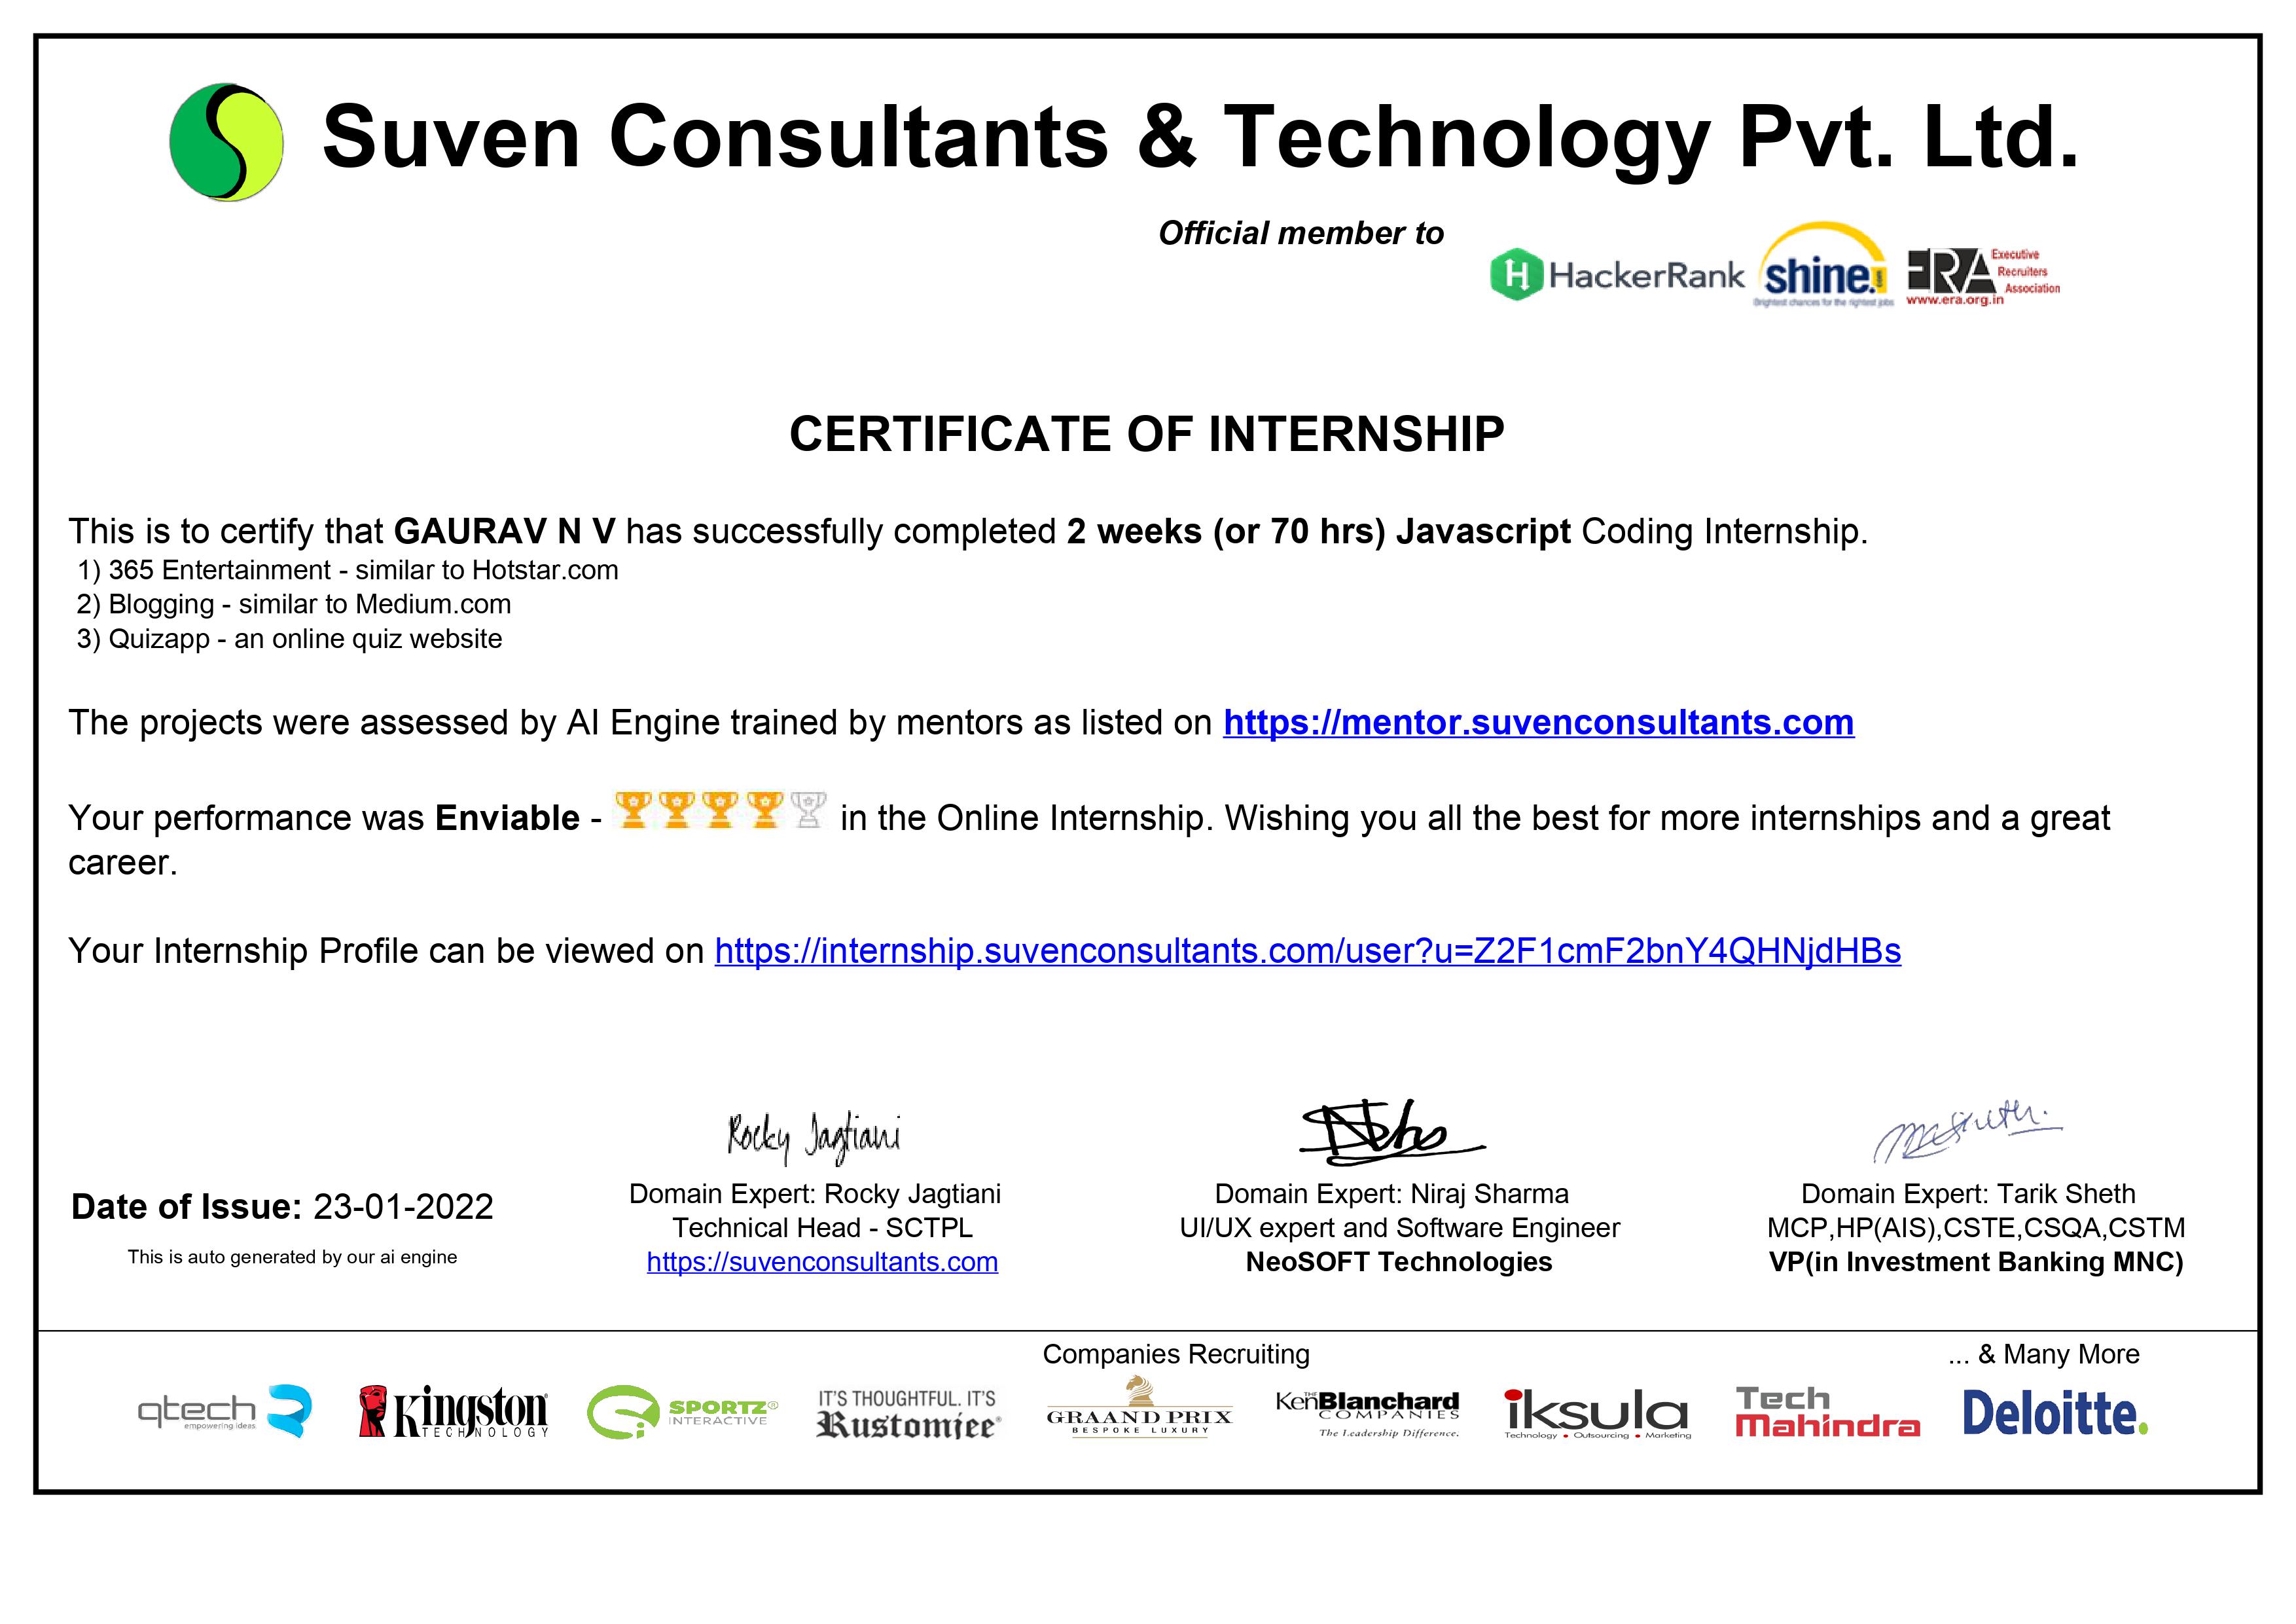 Suven Consultants & Technology Pvt. Ltd.
Official member to
HackerRank
shine.com
Brightest chances for the rightest jobs
ERA Executive Recruiters Association
www.era.org.in
CERTIFICATE OF INTERNSHIP
This is to certify that GAURAV N V has successfully completed 2 weeks (or 70 hrs) Javascript Coding Internship.
1) 365 Entertainment - similar to Hotstar.com
2) Blogging - similar to Medium.com
3) Quizapp - an online quiz website
The projects were assessed by AI Engine trained by mentors as listed on https://mentor.suvenconsultants.com
Your performance was Enviable - in the Online Internship. Wishing you all the best for more internships and a great
career.
Your Internship Profile can be viewed on https://internship.suvenconsultants.com/user?u=Z2F1cmF2bnY4QHNjdHBs
Rocky Jagtiani
Date of Issue: 23-01-2022
This is auto generated by our ai engine
Domain Expert: Rocky Jagtiani
Technical Head - SCTPL
https://suvenconsultants.com
Domain Expert: Niraj Sharma
UI/UX expert and Software Engineer
NeoSOFT Technologies
Domain Expert: Tarik Sheth
MCP,HP(AIS),CSTE,CSQA,CSTM
VP(in Investment Banking MNC)
Companies Recruiting
... & Many More
qtech
empowering ideas
Kingston
TECHNOLOGY
SPORTZ®
INTERACTIVE
IT'S THOUGHTFUL. IT'S
Rustomjee®
GRAAND PRIX
BESPOKE LUXURY
THE Ken Blanchard
COMPANIES
The Leadership Difference.
iksula
Technology • Outsourcing • Marketing
Tech
Mahindra
Deloitte.